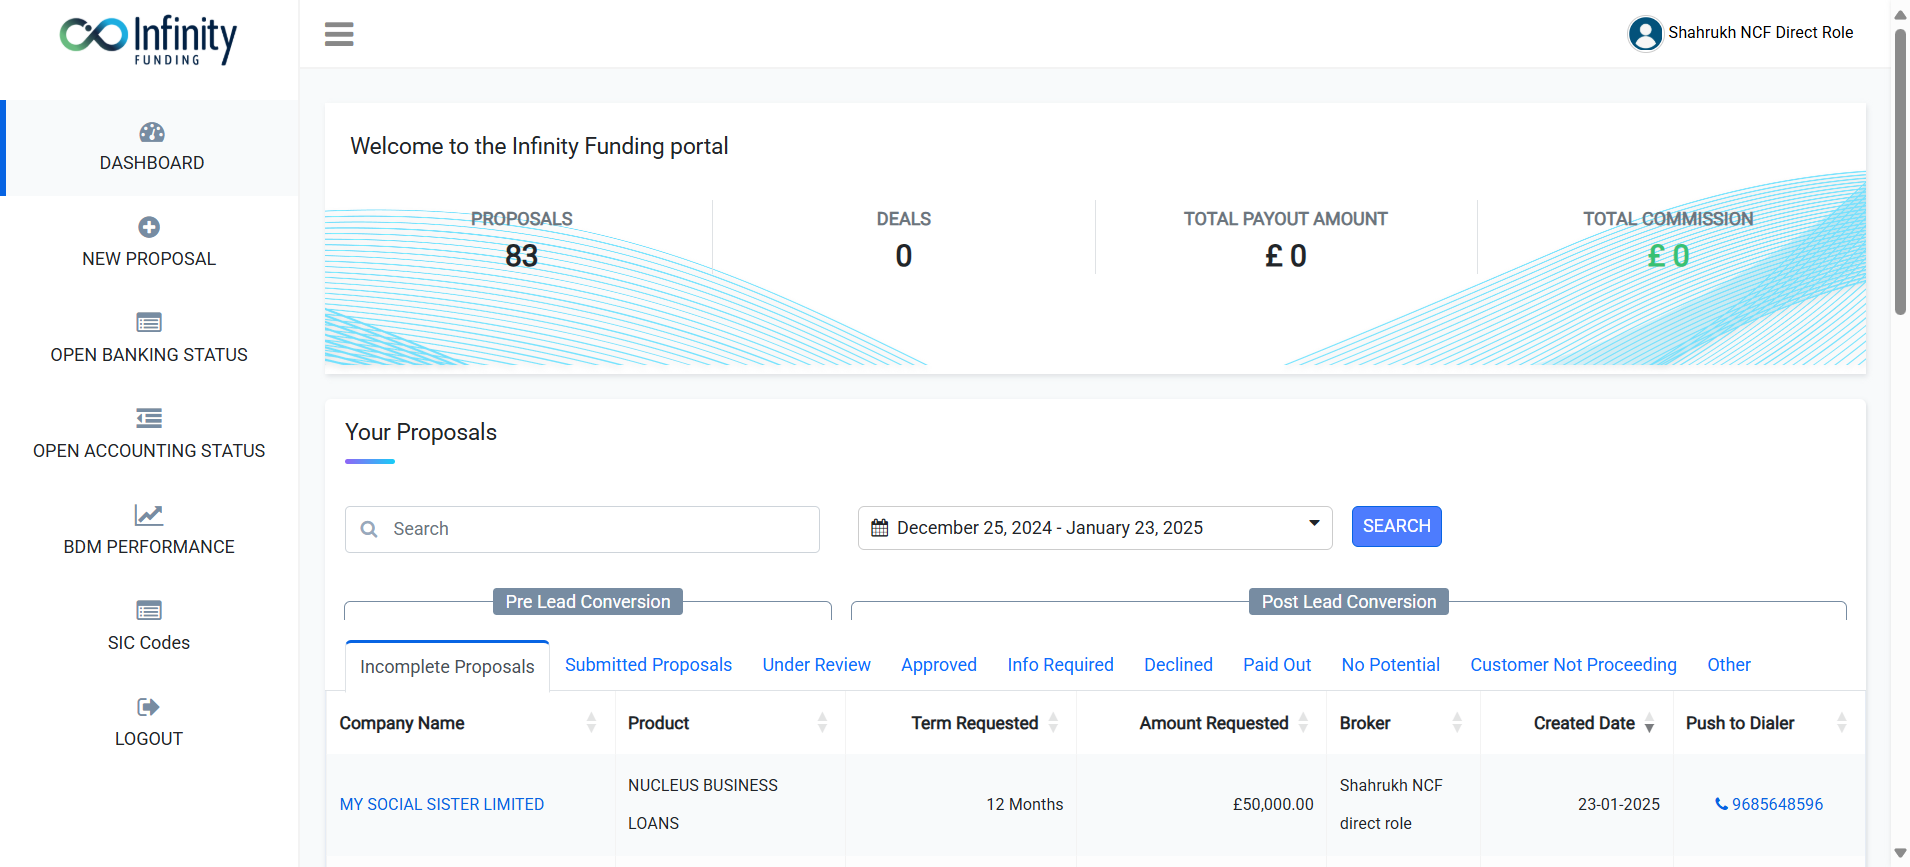 Infinity
FUNDING
Shahrukh NCF Direct Role
DASHBOARD
NEW PROPOSAL
OPEN BANKING STATUS
OPEN ACCOUNTING STATUS
BDM PERFORMANCE
SIC Codes
LOGOUT
Welcome to the Infinity Funding portal
PROPOSALS DEALS TOTAL PAYOUT AMOUNT TOTAL COMMISSION
83 0 £ 0 £ 0
Your Proposals
Search December 25, 2024 - January 23, 2025 SEARCH
Pre Lead Conversion Post Lead Conversion
Incomplete Proposals Submitted Proposals Under Review Approved Info Required Declined Paid Out No Potential Customer Not Proceeding Other
Company Name Product Term Requested Amount Requested Broker Created Date Push to Dialer
MY SOCIAL SISTER LIMITED
NUCLEUS BUSINESS
LOANS
12 Months
£50,000.00
Shahrukh NCF
direct role
23-01-2025
9685648596